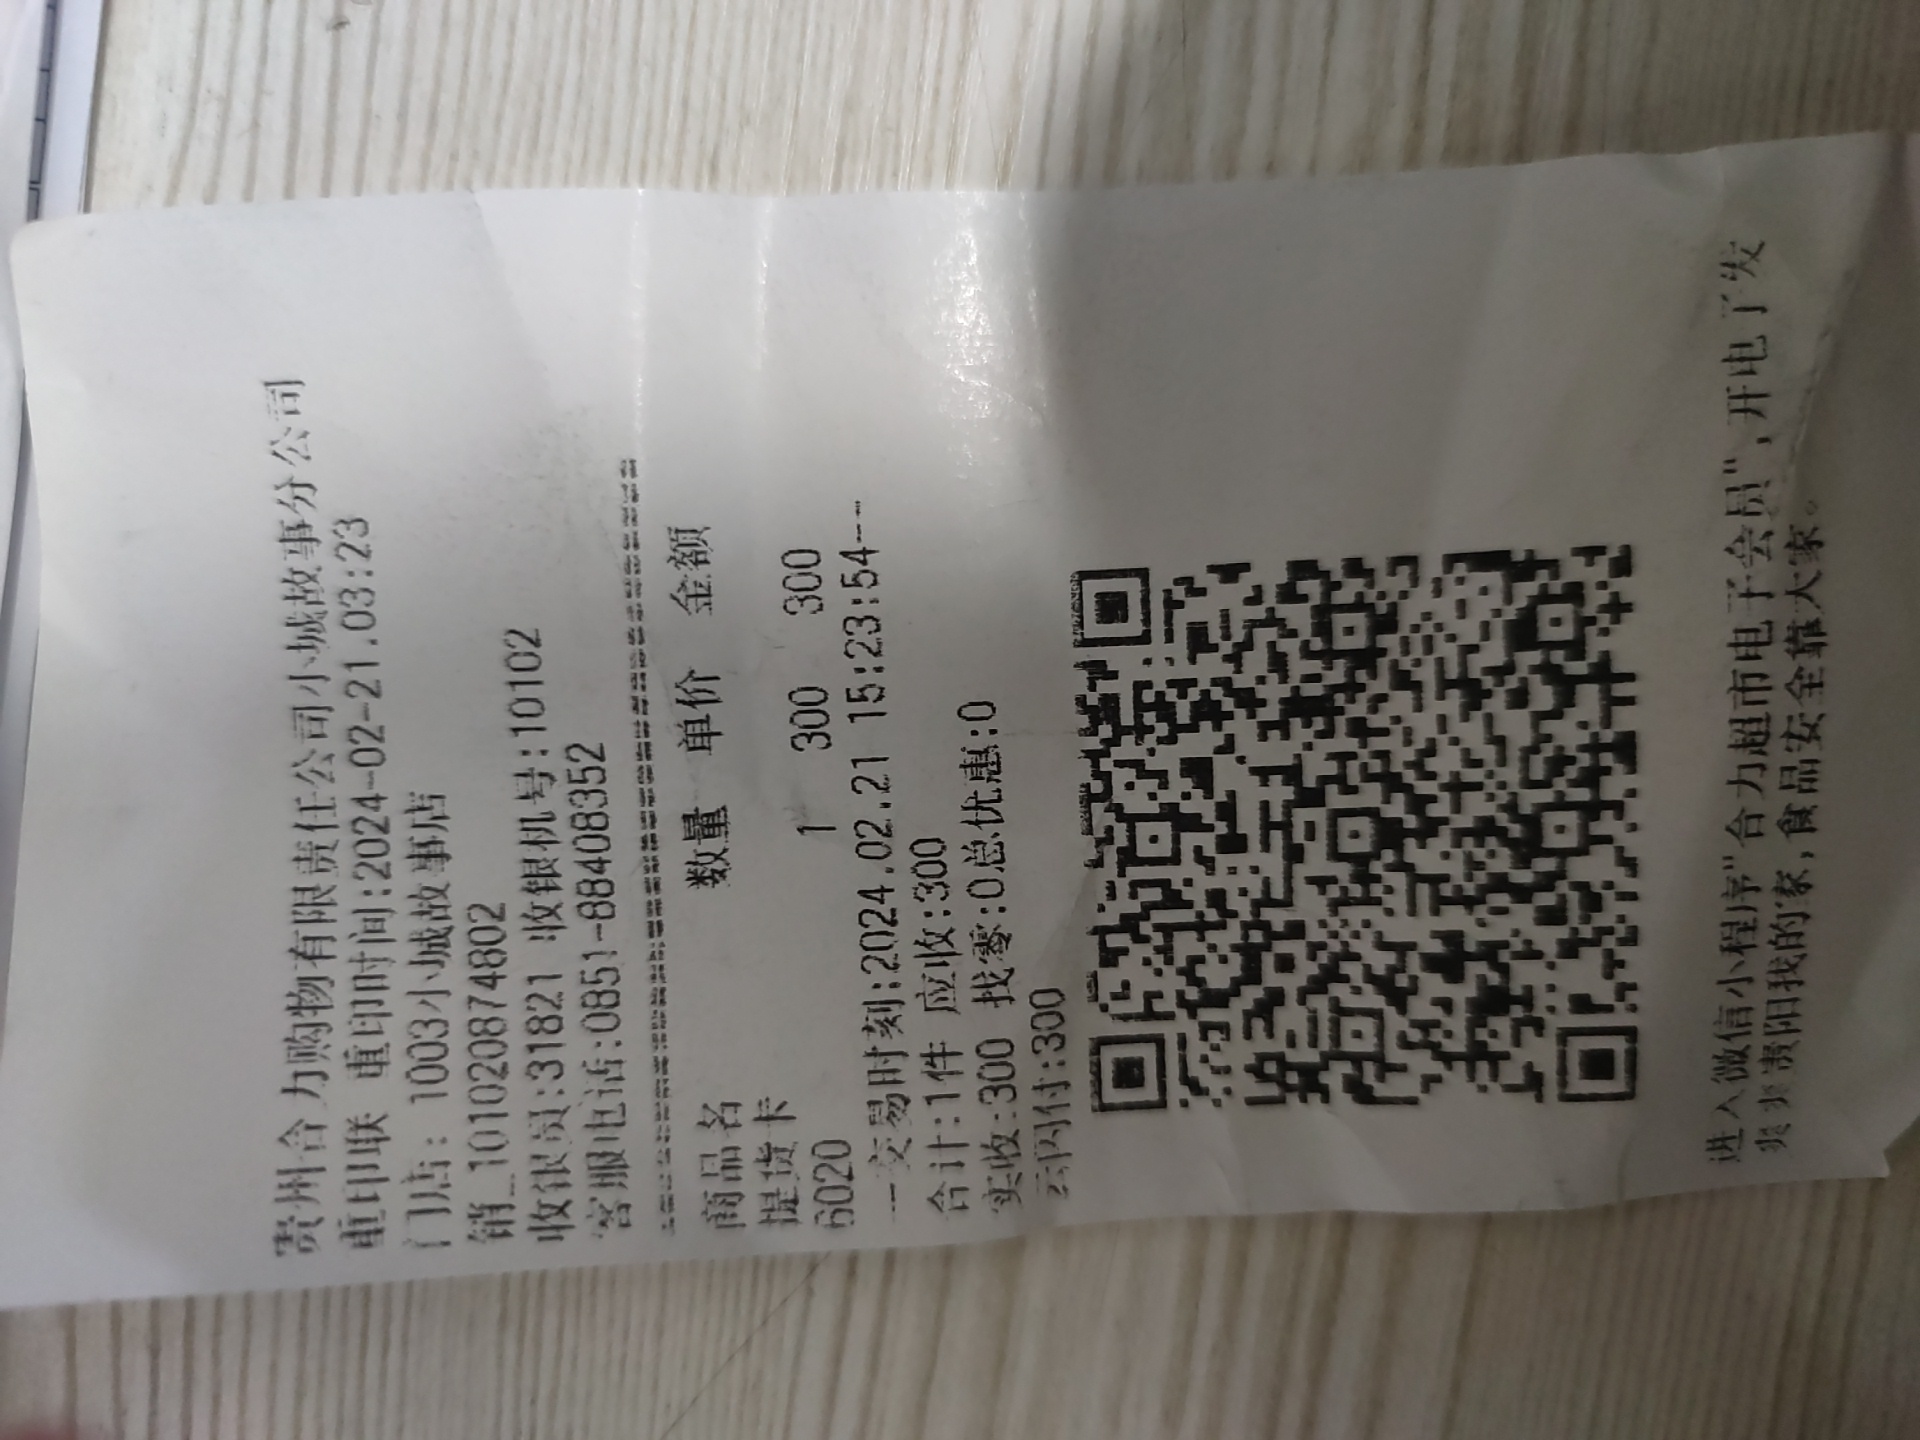 贵州合力购物有限责任公司小城故事分公司
重印联 重印时间:2024-02-21.03:23
门店: 1003小城故事店
销_1010208874802
收银员:31821 收银机号:10102
客服电话:0851-88408352
商品名 数量 单价 金额
提货卡
6020 1 300 300
--交易时刻:2024.02.21 15:23:54--
合计:1件 应收:300
实收:300 找零:0总优惠:0
云闪付:300
进入微信小程序"合力超市电子会员",开电子发
爽爽贵阳我的家,食品安全靠大家。